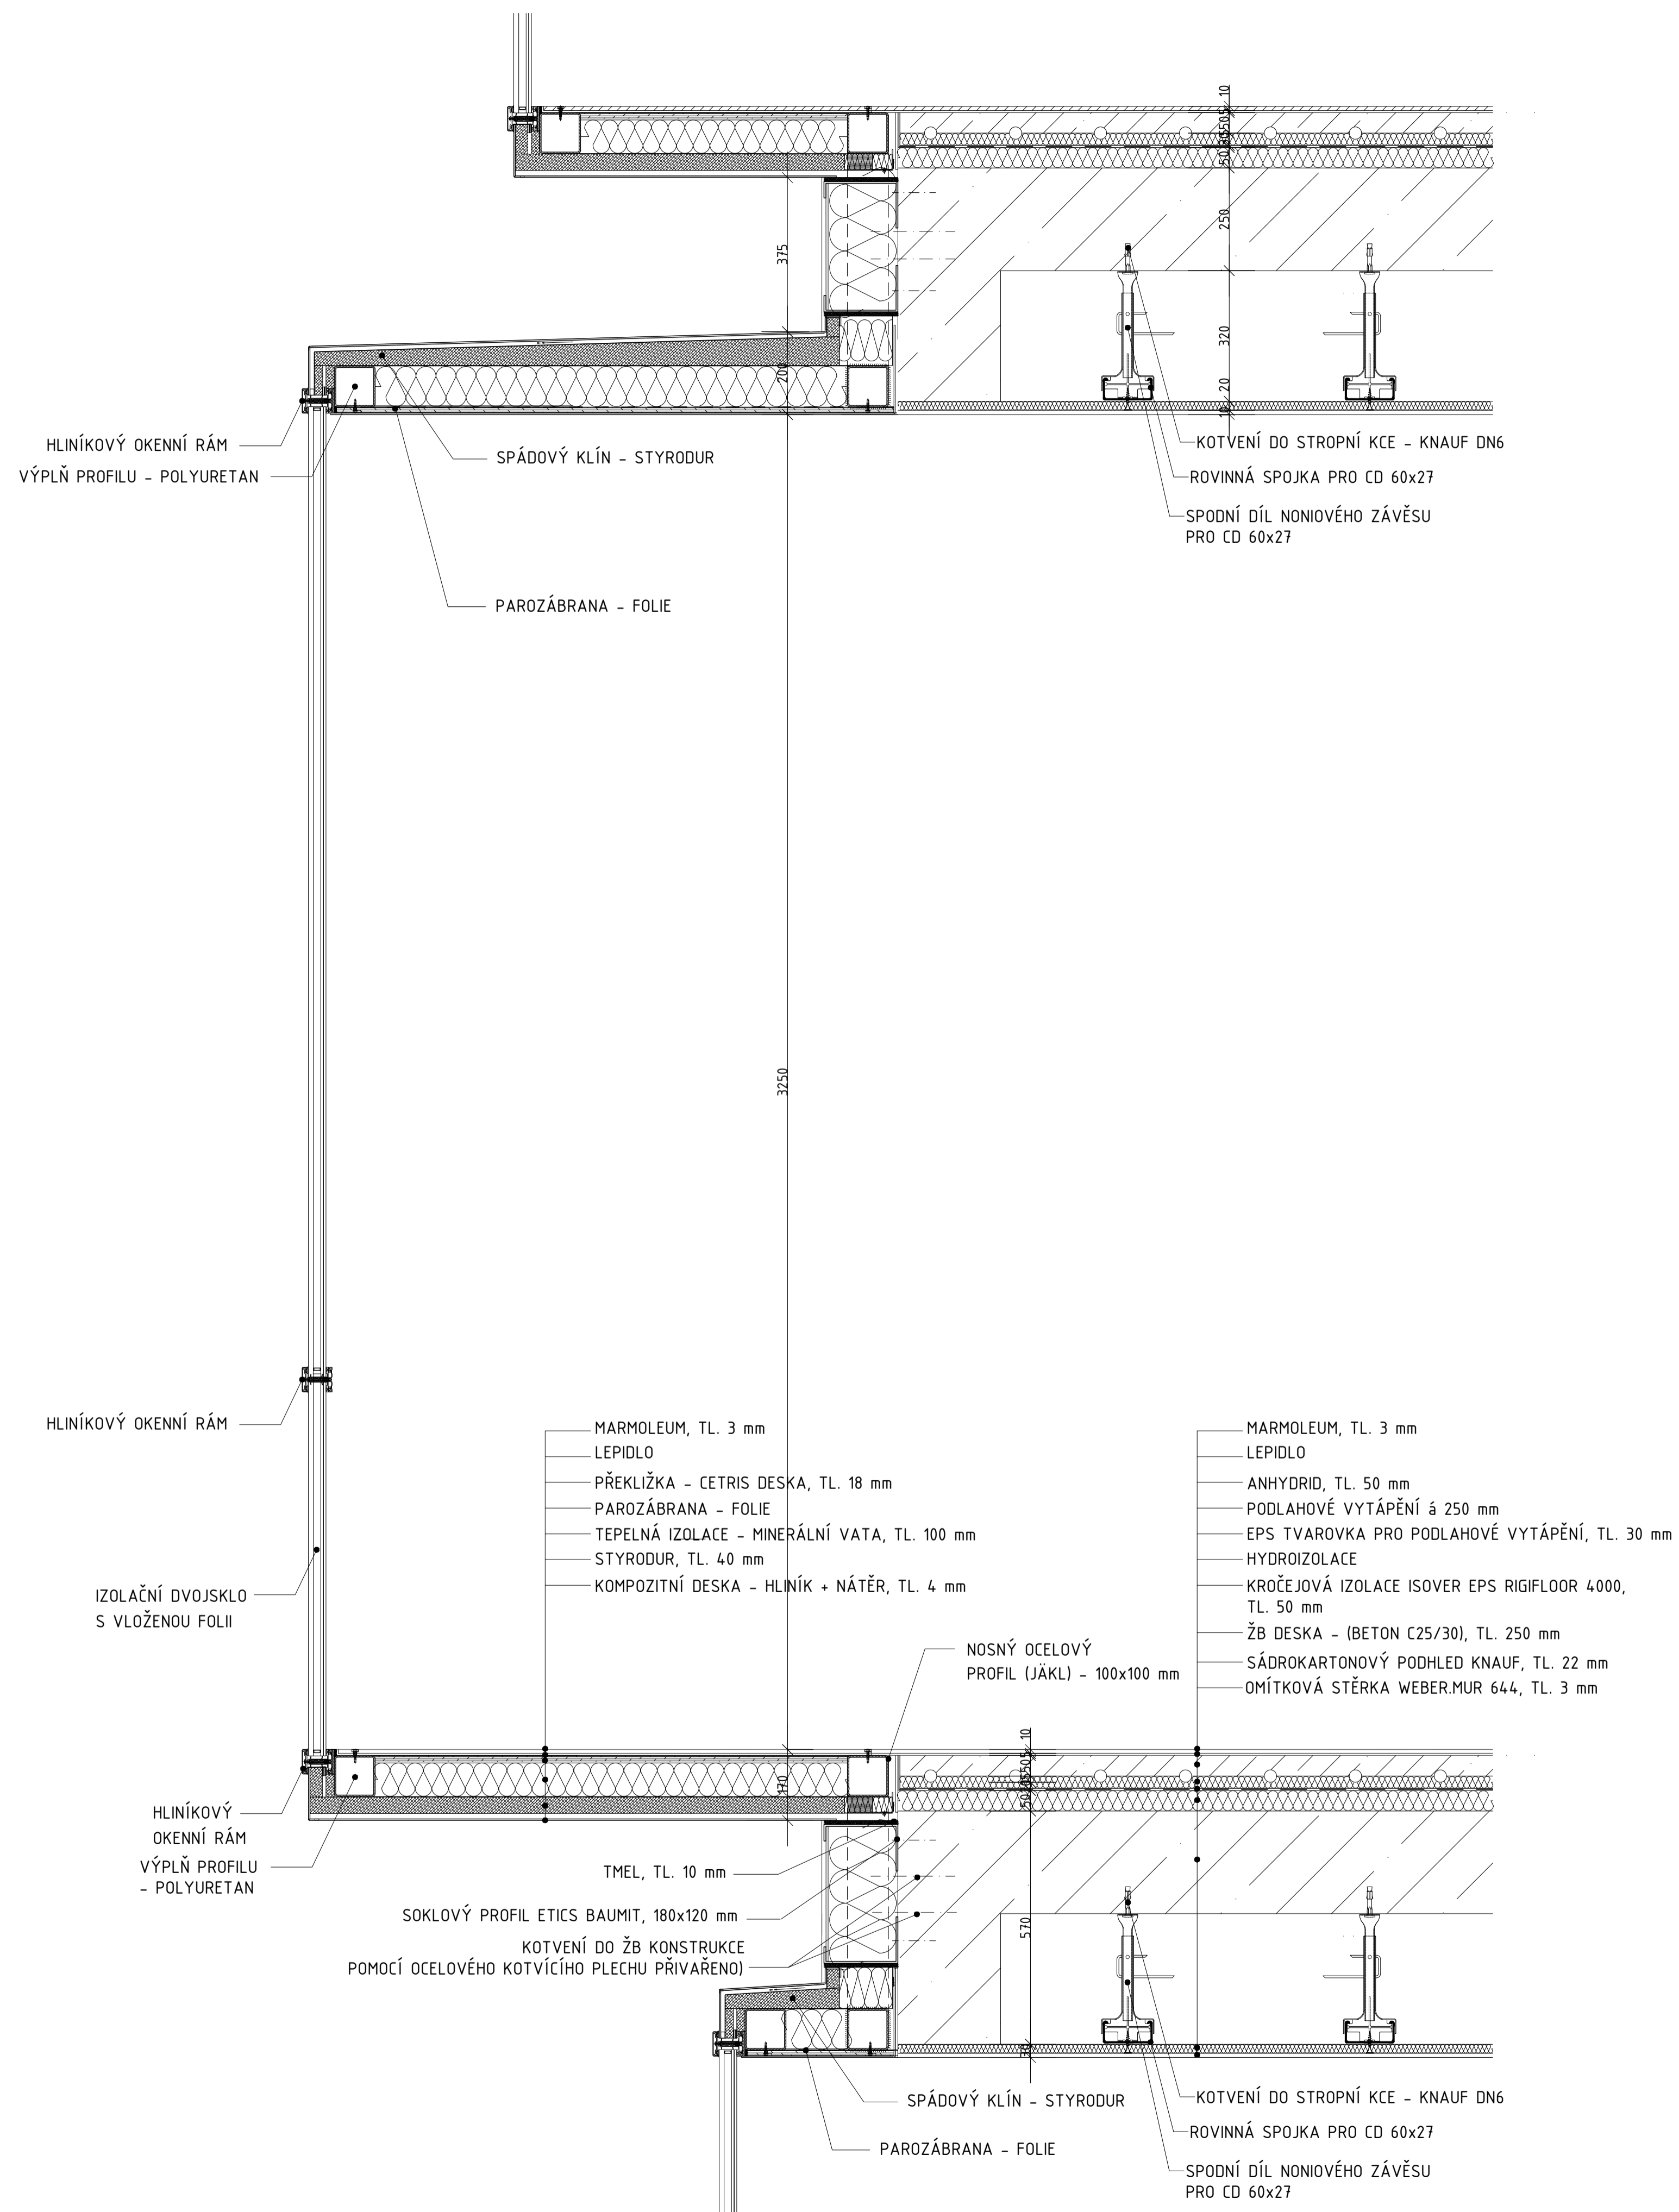 10
5
50
30
50
250
375
320
200
20
10
HLINÍKOVÝ OKENNÍ RÁM
VÝPLŇ PROFILU - POLYURETAN
SPÁDOVÝ KLÍN - STYRODUR
PAROZÁBRANA - FOLIE
KOTVENÍ DO STROPNÍ KCE - KNAUF DN6
ROVINNÁ SPOJKA PRO CD 60x27
SPODNÍ DÍL NONIOVÉHO ZÁVĚSU
PRO CD 60x27
3250
HLINÍKOVÝ OKENNÍ RÁM
IZOLAČNÍ DVOJSKLO
S VLOŽENOU FOLII
MARMOLEUM, TL. 3 mm
LEPIDLO
PŘEKLIŽKA - CETRIS DESKA, TL. 18 mm
PAROZÁBRANA - FOLIE
TEPELNÁ IZOLACE - MINERÁLNÍ VATA, TL. 100 mm
STYRODUR, TL. 40 mm
KOMPOZITNÍ DESKA - HLINÍK + NÁTĚR, TL. 4 mm
MARMOLEUM, TL. 3 mm
LEPIDLO
ANHYDRID, TL. 50 mm
PODLAHOVÉ VYTÁPĚNÍ á 250 mm
EPS TVAROVKA PRO PODLAHOVÉ VYTÁPĚNÍ, TL. 30 mm
HYDROIZOLACE
KROČEJOVÁ IZOLACE ISOVER EPS RIGIFLOOR 4000,
TL. 50 mm
ŽB DESKA - (BETON C25/30), TL. 250 mm
SÁDROKARTONOVÝ PODHLED KNAUF, TL. 22 mm
OMÍTKOVÁ STĚRKA WEBER.MUR 644, TL. 3 mm
NOSNÝ OCELOVÝ
PROFIL (JÄKL) - 100x100 mm
10
5
50
50
170
HLINÍKOVÝ
OKENNÍ RÁM
VÝPLŇ PROFILU
- POLYURETAN
TMEL, TL. 10 mm
SOKLOVÝ PROFIL ETICS BAUMIT, 180x120 mm
KOTVENÍ DO ŽB KONSTRUKCE
POMOCÍ OCELOVÉHO KOTVÍCÍHO PLECHU PŘIVAŘENO)
570
30
SPÁDOVÝ KLÍN - STYRODUR
PAROZÁBRANA - FOLIE
KOTVENÍ DO STROPNÍ KCE - KNAUF DN6
ROVINNÁ SPOJKA PRO CD 60x27
SPODNÍ DÍL NONIOVÉHO ZÁVĚSU
PRO CD 60x27